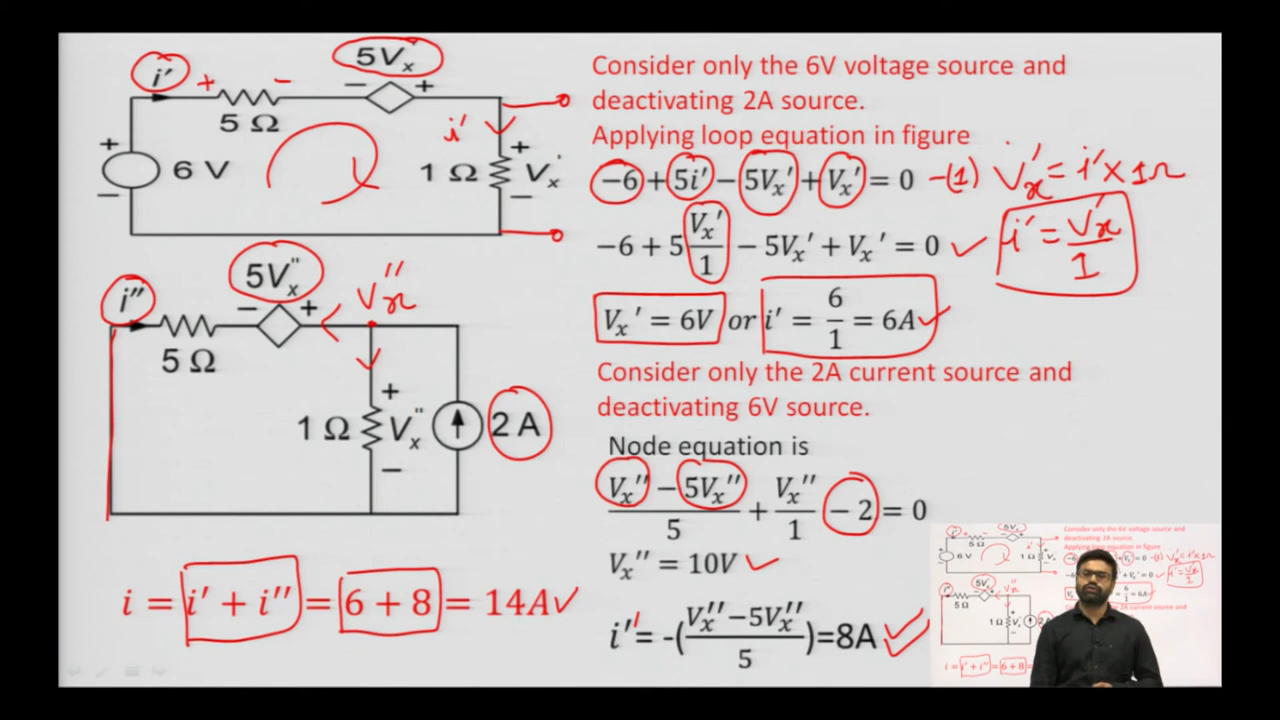 i'
+ -
5Vx'
- +
5 Ω
+
6 V
-
i'
1 Ω
+
Vx'
-
i''
5Vx''
- +
Vx''
5 Ω
1 Ω
+
Vx''
-
2 A
i = i' + i'' = 6 + 8 = 14A ✓
Consider only the 6V voltage source and
deactivating 2A source.
Applying loop equation in figure
−6 + 5i' − 5Vx' + Vx' = 0 -(1) Vx' = i' x 1Ω
−6 + 5 Vx'/1 − 5Vx' + Vx' = 0 ✓ i' = Vx'/1
Vx' = 6V or i' = 6/1 = 6A ✓
Consider only the 2A current source and
deactivating 6V source.
Node equation is
(Vx'' − 5Vx'')/5 + Vx''/1 − 2 = 0
Vx'' = 10V ✓
i''= -((Vx''−5Vx'')/5)=8A ✓